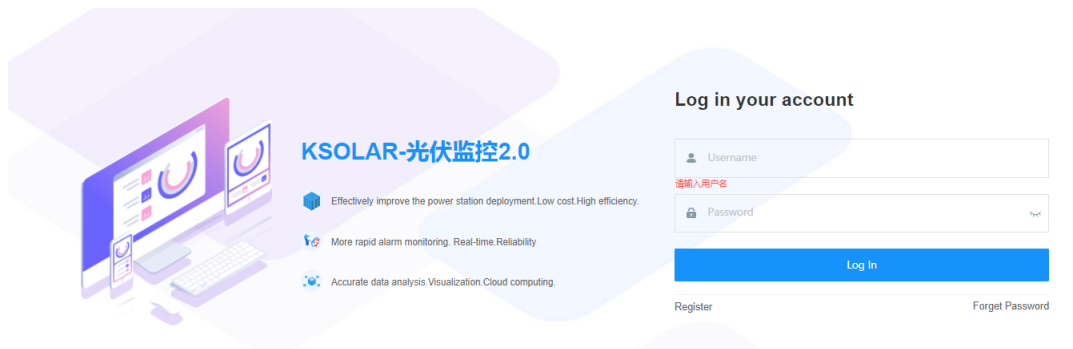 KSOLAR-光伏监控2.0
Effectively improve the power station deployment.Low cost.High efficiency.
More rapid alarm monitoring. Real-time.Reliability
Accurate data analysis.Visualization.Cloud computing.
Log in your account
Username
请输入用户名
Password
Log In
Register
Forget Password